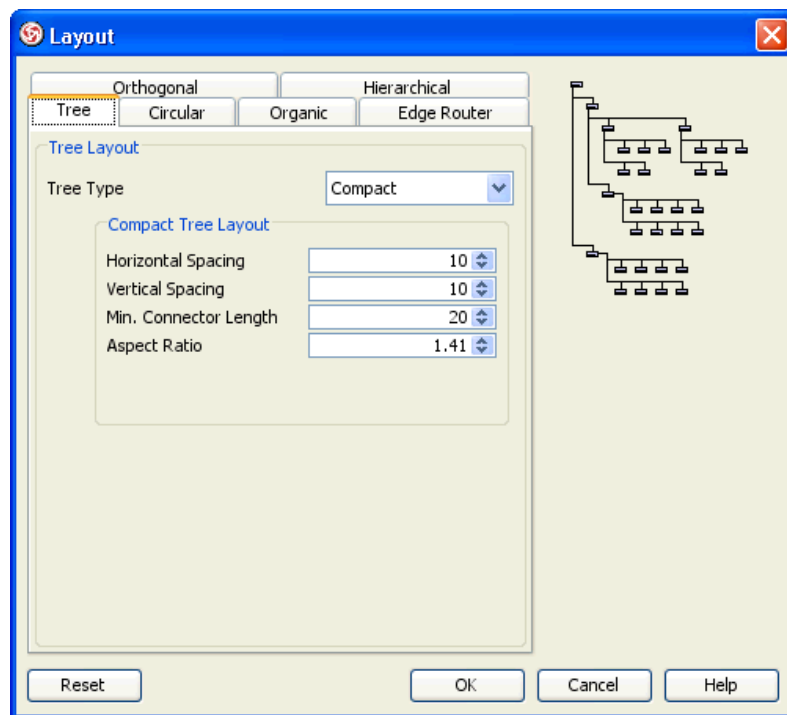 Layout
Orthogonal Hierarchical
Tree Circular Organic Edge Router
Tree Layout
Tree Type Compact
Compact Tree Layout
Horizontal Spacing 10
Vertical Spacing 10
Min. Connector Length 20
Aspect Ratio 1.41
Reset OK Cancel Help